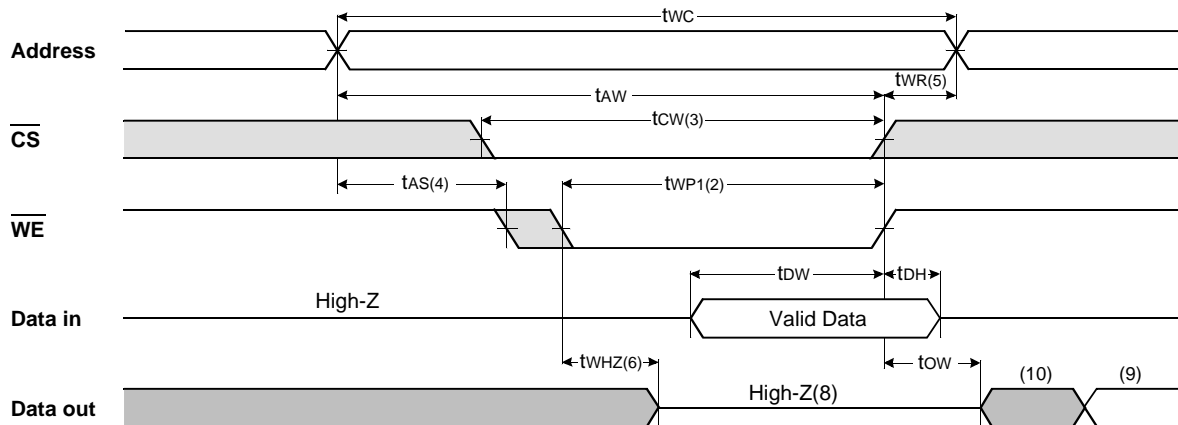 tWC
Address
tWR(5)
tAW
tCW(3)
CS
tAS(4)
tWP1(2)
WE
tDW
tDH
High-Z
Data in
Valid Data
tWHZ(6)
tOW
High-Z(8)
(10)
(9)
Data out